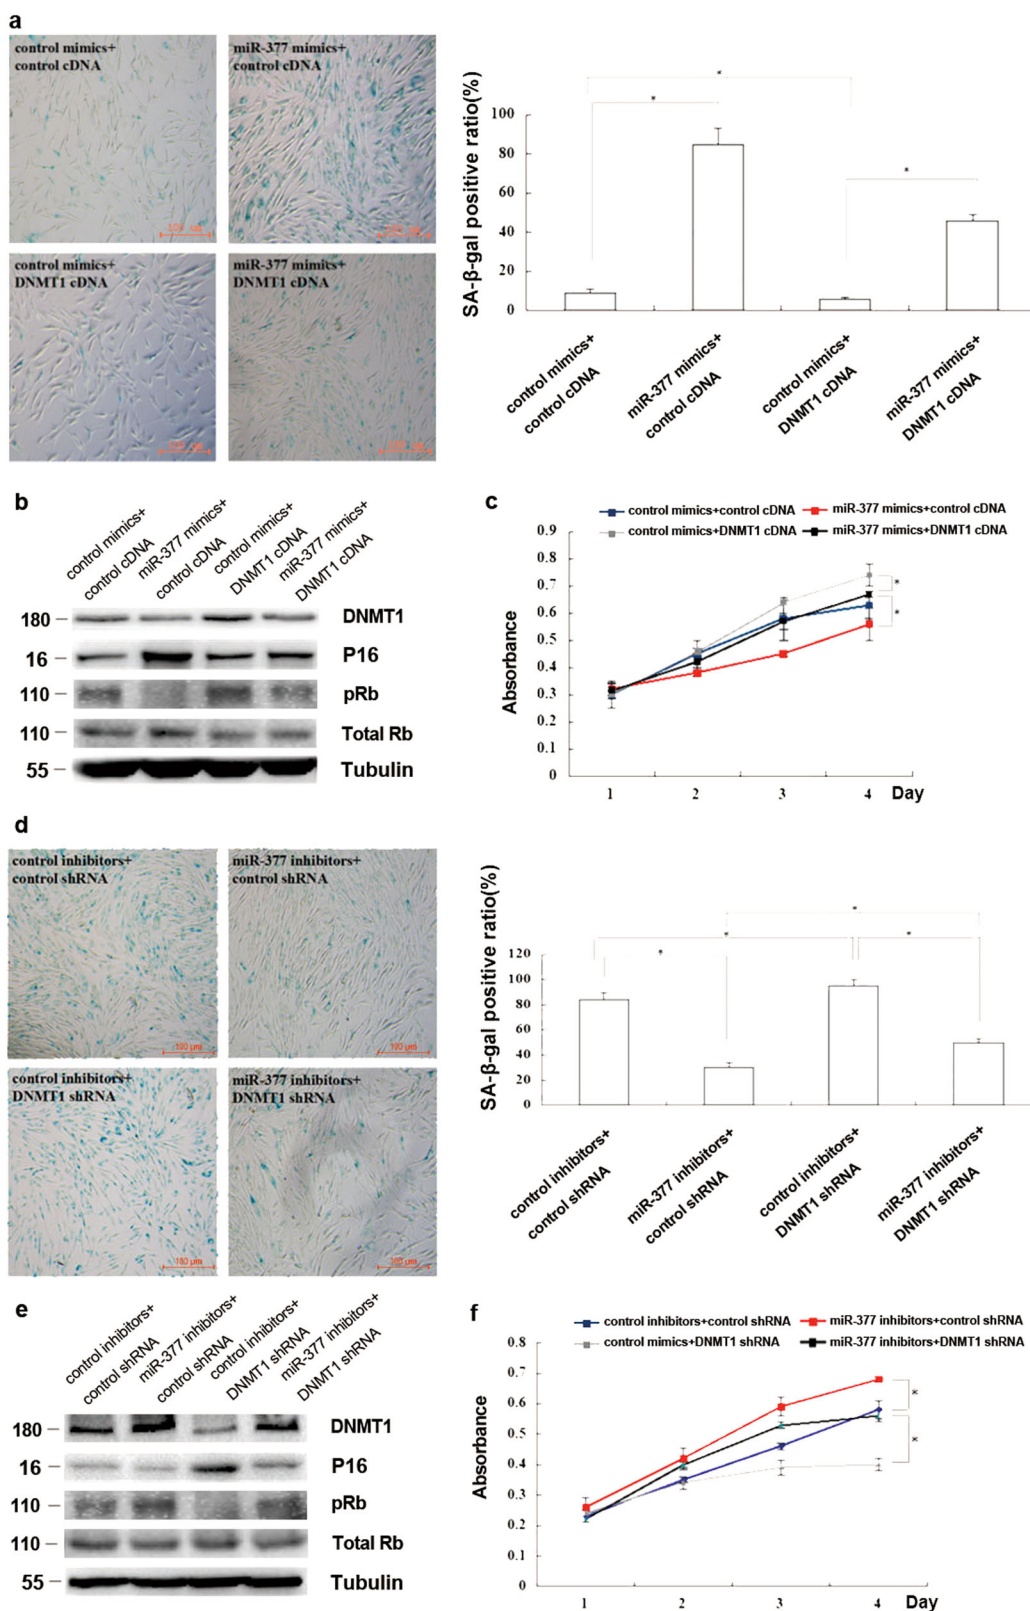 a
control mimics+
control cDNA
miR-377 mimics+
control cDNA
control mimics+
DNMT1 cDNA
miR-377 mimics+
DNMT1 cDNA
SA-β-gal positive ratio(%)
100
80
60
40
20
0
*
*
*
control mimics+
control cDNA
miR-377 mimics+
control cDNA
control mimics+
DNMT1 cDNA
miR-377 mimics+
DNMT1 cDNA
b
control mimics+
control cDNA
miR-377 mimics+
control cDNA
control mimics+
DNMT1 cDNA
miR-377 mimics+
DNMT1 cDNA
180 DNMT1
16 P16
110 pRb
110 Total Rb
55 Tubulin
c
control mimics+control cDNA miR-377 mimics+control cDNA
control mimics+DNMT1 cDNA miR-377 mimics+DNMT1 cDNA
Absorbance
0.9
0.8
0.7
0.6
0.5
0.4
0.3
0.2
0.1
0
*
*
1 2 3 4 Day
d
control inhibitors+
control shRNA
100 μm
miR-377 inhibitors+
control shRNA
100 μm
control inhibitors+
DNMT1 shRNA
100 μm
miR-377 inhibitors+
DNMT1 shRNA
100 μm
SA-β-gal positive ratio(%)
120
100
80
60
40
20
0
*
*
*
*
control inhibitors+
control shRNA
miR-377 inhibitors+
control shRNA
control inhibitors+
DNMT1 shRNA
miR-377 inhibitors+
DNMT1 shRNA
e
control inhibitors+
control shRNA
miR-377 inhibitors+
control shRNA
control inhibitors+
DNMT1 shRNA
miR-377 inhibitors+
DNMT1 shRNA
180 DNMT1
16 P16
110 pRb
110 Total Rb
55 Tubulin
f
control inhibitors+control shRNA miR-377 inhibitors+control shRNA
control mimics+DNMT1 shRNA miR-377 inhibitors+DNMT1 shRNA
Absorbance
0.8
0.7
0.6
0.5
0.4
0.3
0.2
0.1
0
*
*
1 2 3 4 Day